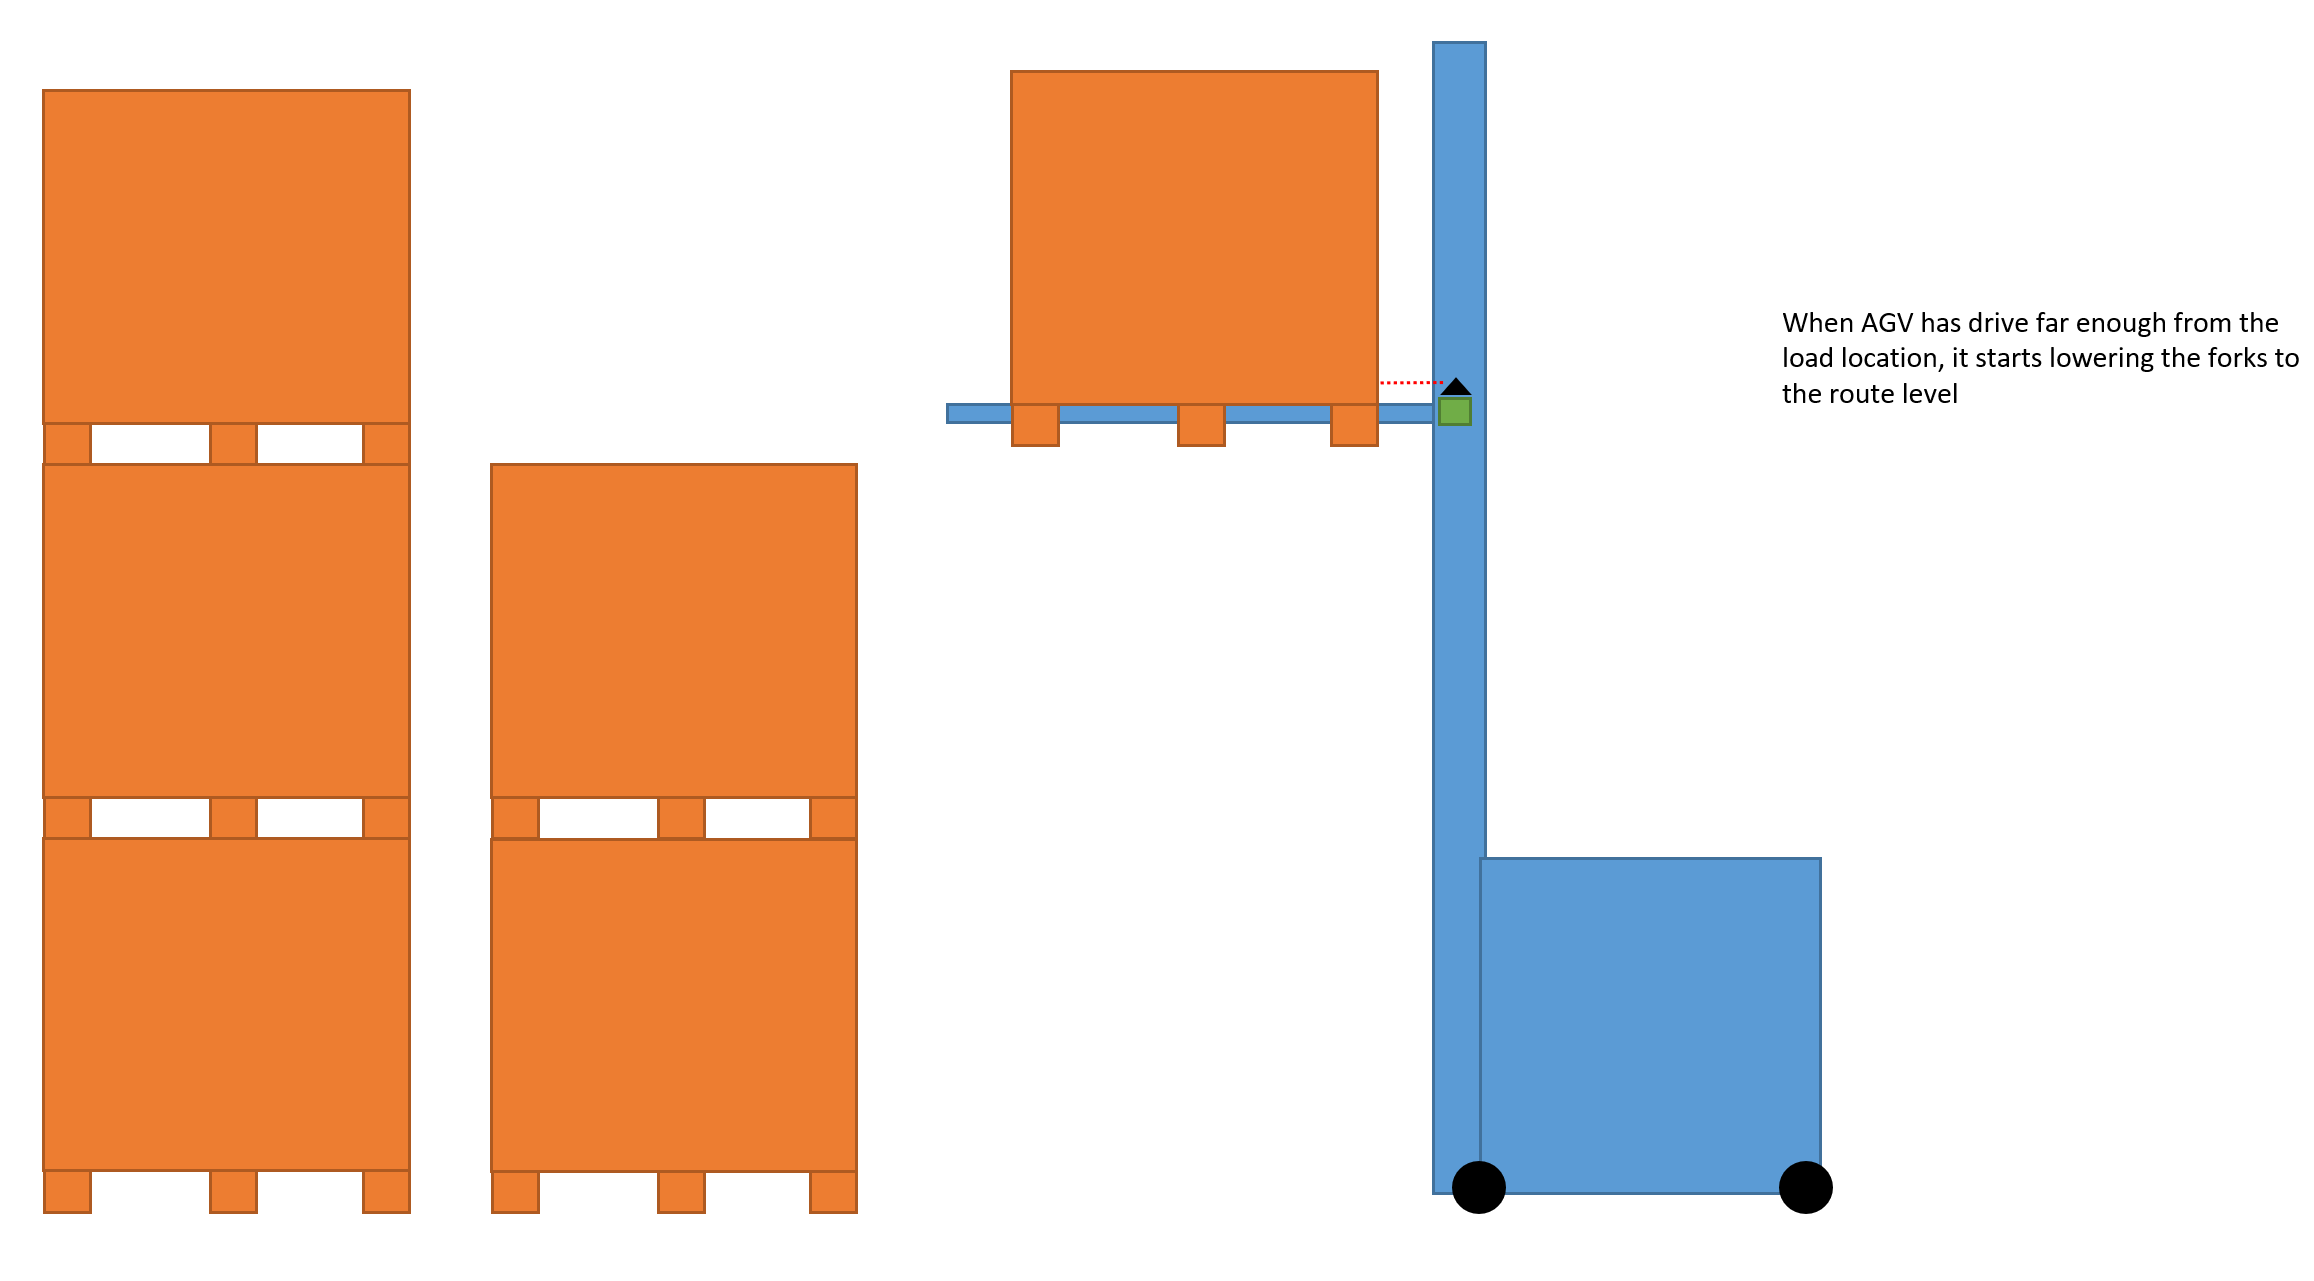 When AGV has drive far enough from the
load location, it starts lowering the forks to
the route level